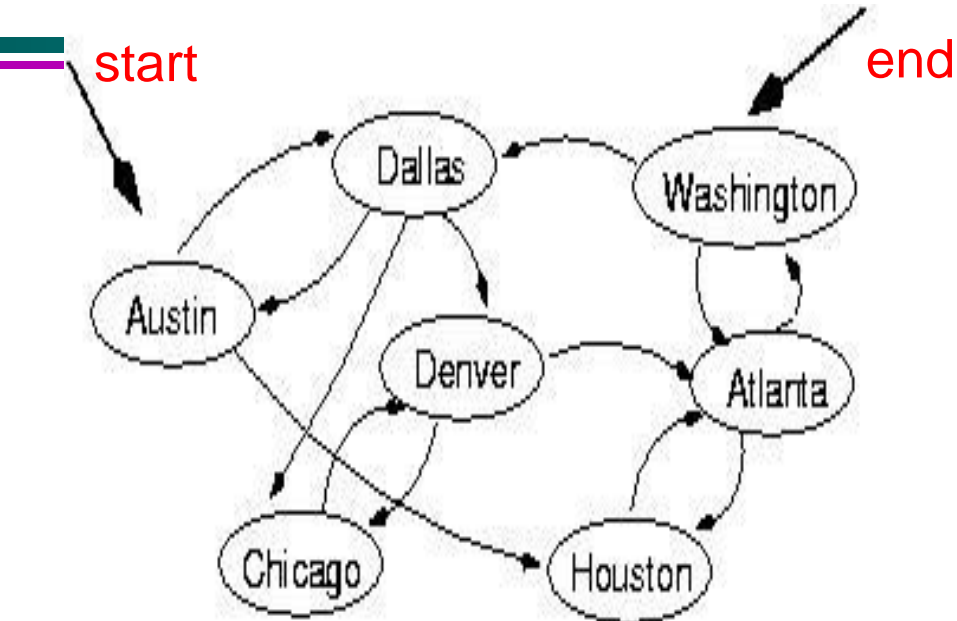 start
end
Dallas
Washington
Austin
Denver
Atlanta
Chicago
Houston